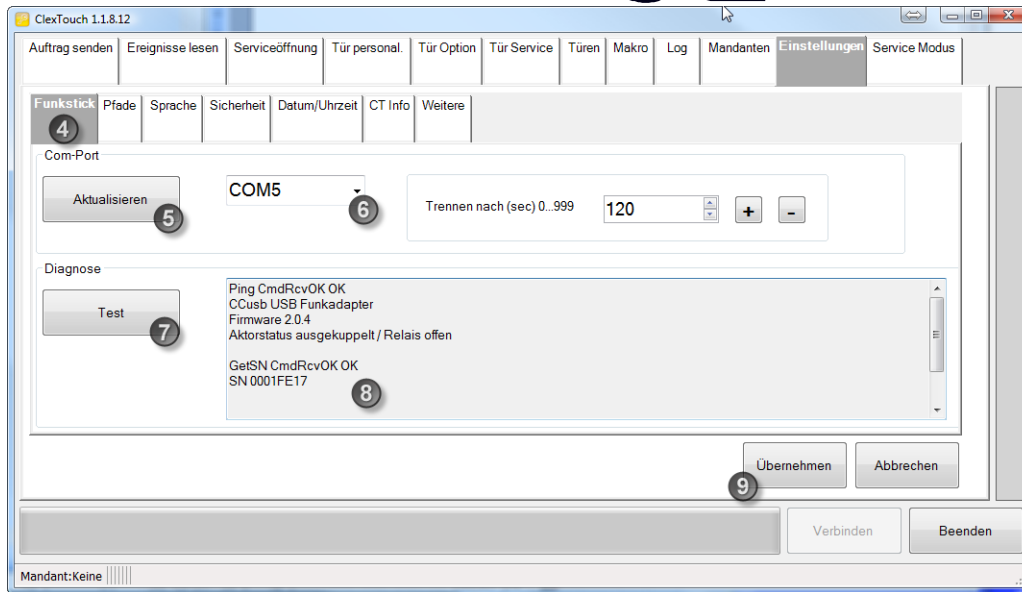 ClexTouch 1.1.8.12
Auftrag senden Ereignisse lesen Serviceöffnung Tür personal. Tür Option Tür Service Türen Makro Log Mandanten Einstellungen Service Modus
Funkstick Pfade Sprache Sicherheit Datum/Uhrzeit CT Info Weitere
4
Com-Port
Aktualisieren
5
COM5
6
Trennen nach (sec) 0...999
120
+
-
Diagnose
Test
7
Ping CmdRcvOK OK
CCusb USB Funkadapter
Firmware 2.0.4
Aktorstatus ausgekuppelt / Relais offen
GetSN CmdRcvOK OK
SN 0001FE17
8
Übernehmen
9
Abbrechen
Verbinden
Beenden
Mandant:Keine